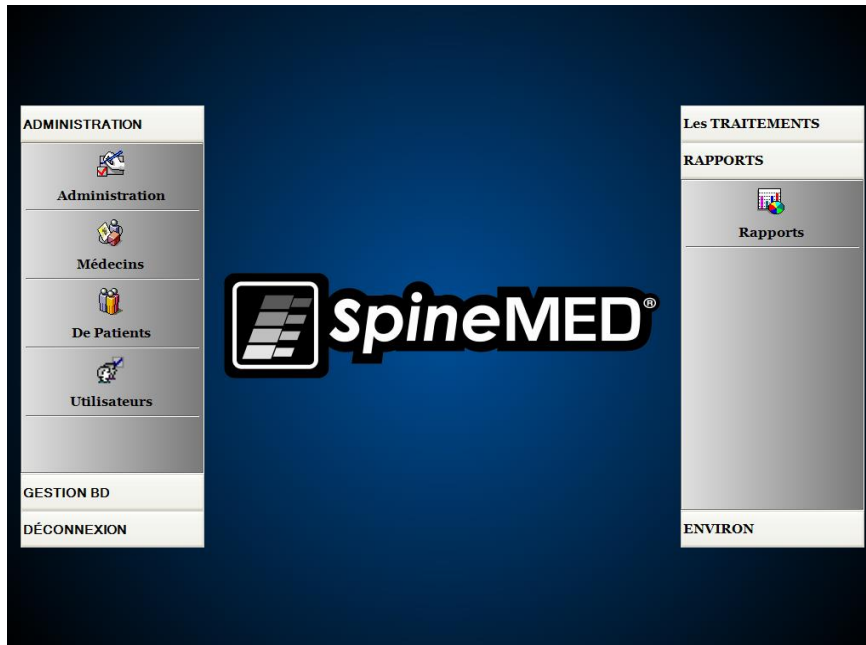 ADMINISTRATION
Administration
Médecins
De Patients
Utilisateurs
GESTION BD
DÉCONNEXION
SpineMED®
Les TRAITEMENTS
RAPPORTS
Rapports
ENVIRON